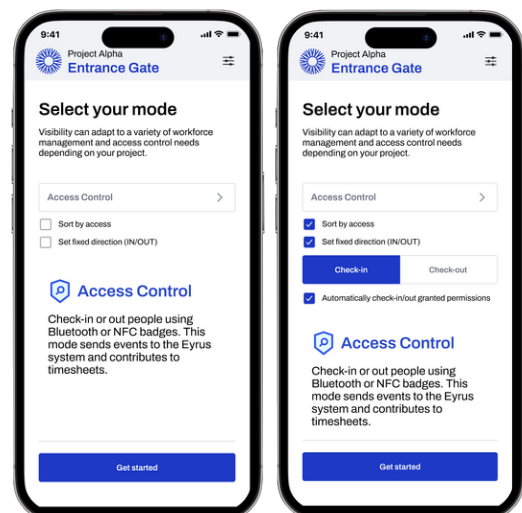 9:41
Project Alpha
Entrance Gate
Select your mode
Visibility can adapt to a variety of workforce
management and access control needs
depending on your project.
Access Control
Sort by access
Set fixed direction (IN/OUT)
Access Control
Check-in or out people using
Bluetooth or NFC badges. This
mode sends events to the Eyrus
system and contributes to
timesheets.
Get started
9:41
Project Alpha
Entrance Gate
Select your mode
Visibility can adapt to a variety of workforce
management and access control needs
depending on your project.
Access Control
Sort by access
Set fixed direction (IN/OUT)
Check-in Check-out
Automatically check-in/out granted permissions
Access Control
Check-in or out people using
Bluetooth or NFC badges. This
mode sends events to the Eyrus
system and contributes to
timesheets.
Get started